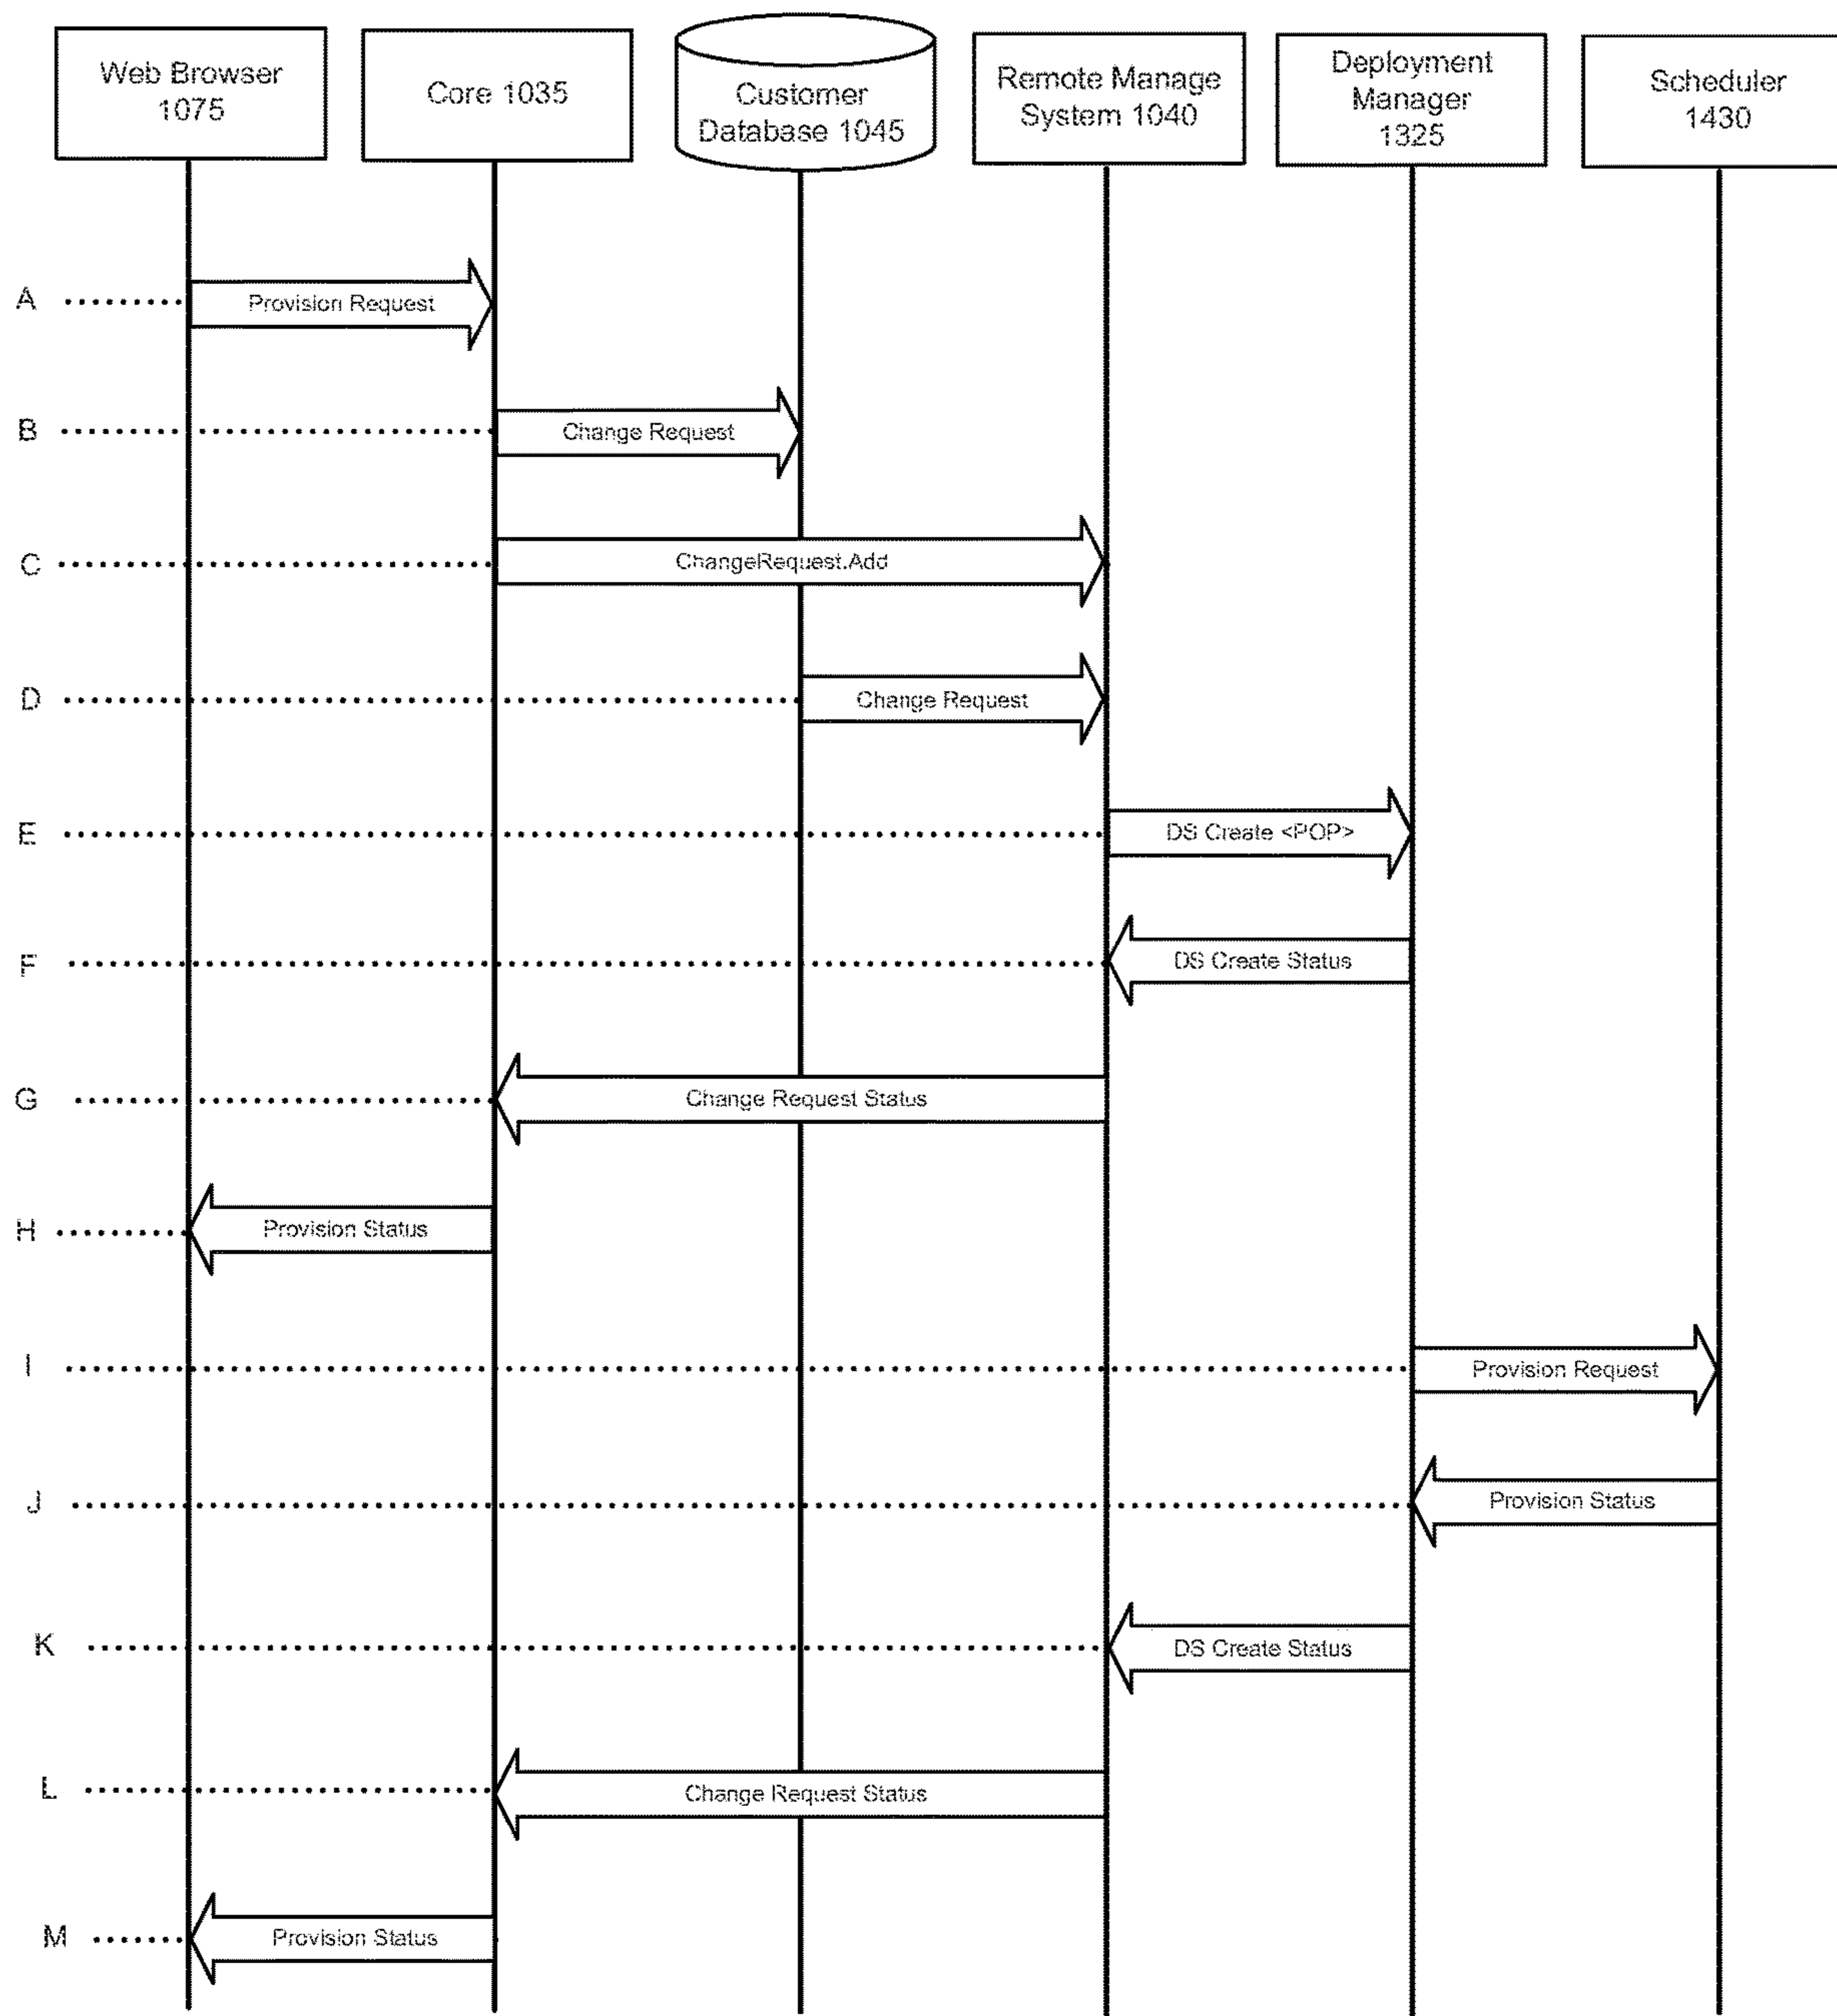 Web Browser
1075
Core 1035
Customer
Database 1045
Remote Manage
System 1040
Deployment
Manager
1325
Scheduler
1430
A
Provision Request
B
Change Request
C
ChangeRequest.Add
D
Change Request
E
DS Create <POP>
F
DS Create Status
G
Change Request Status
H
Provision Status
I
Provision Request
J
Provision Status
K
DS Create Status
L
Change Request Status
M
Provision Status